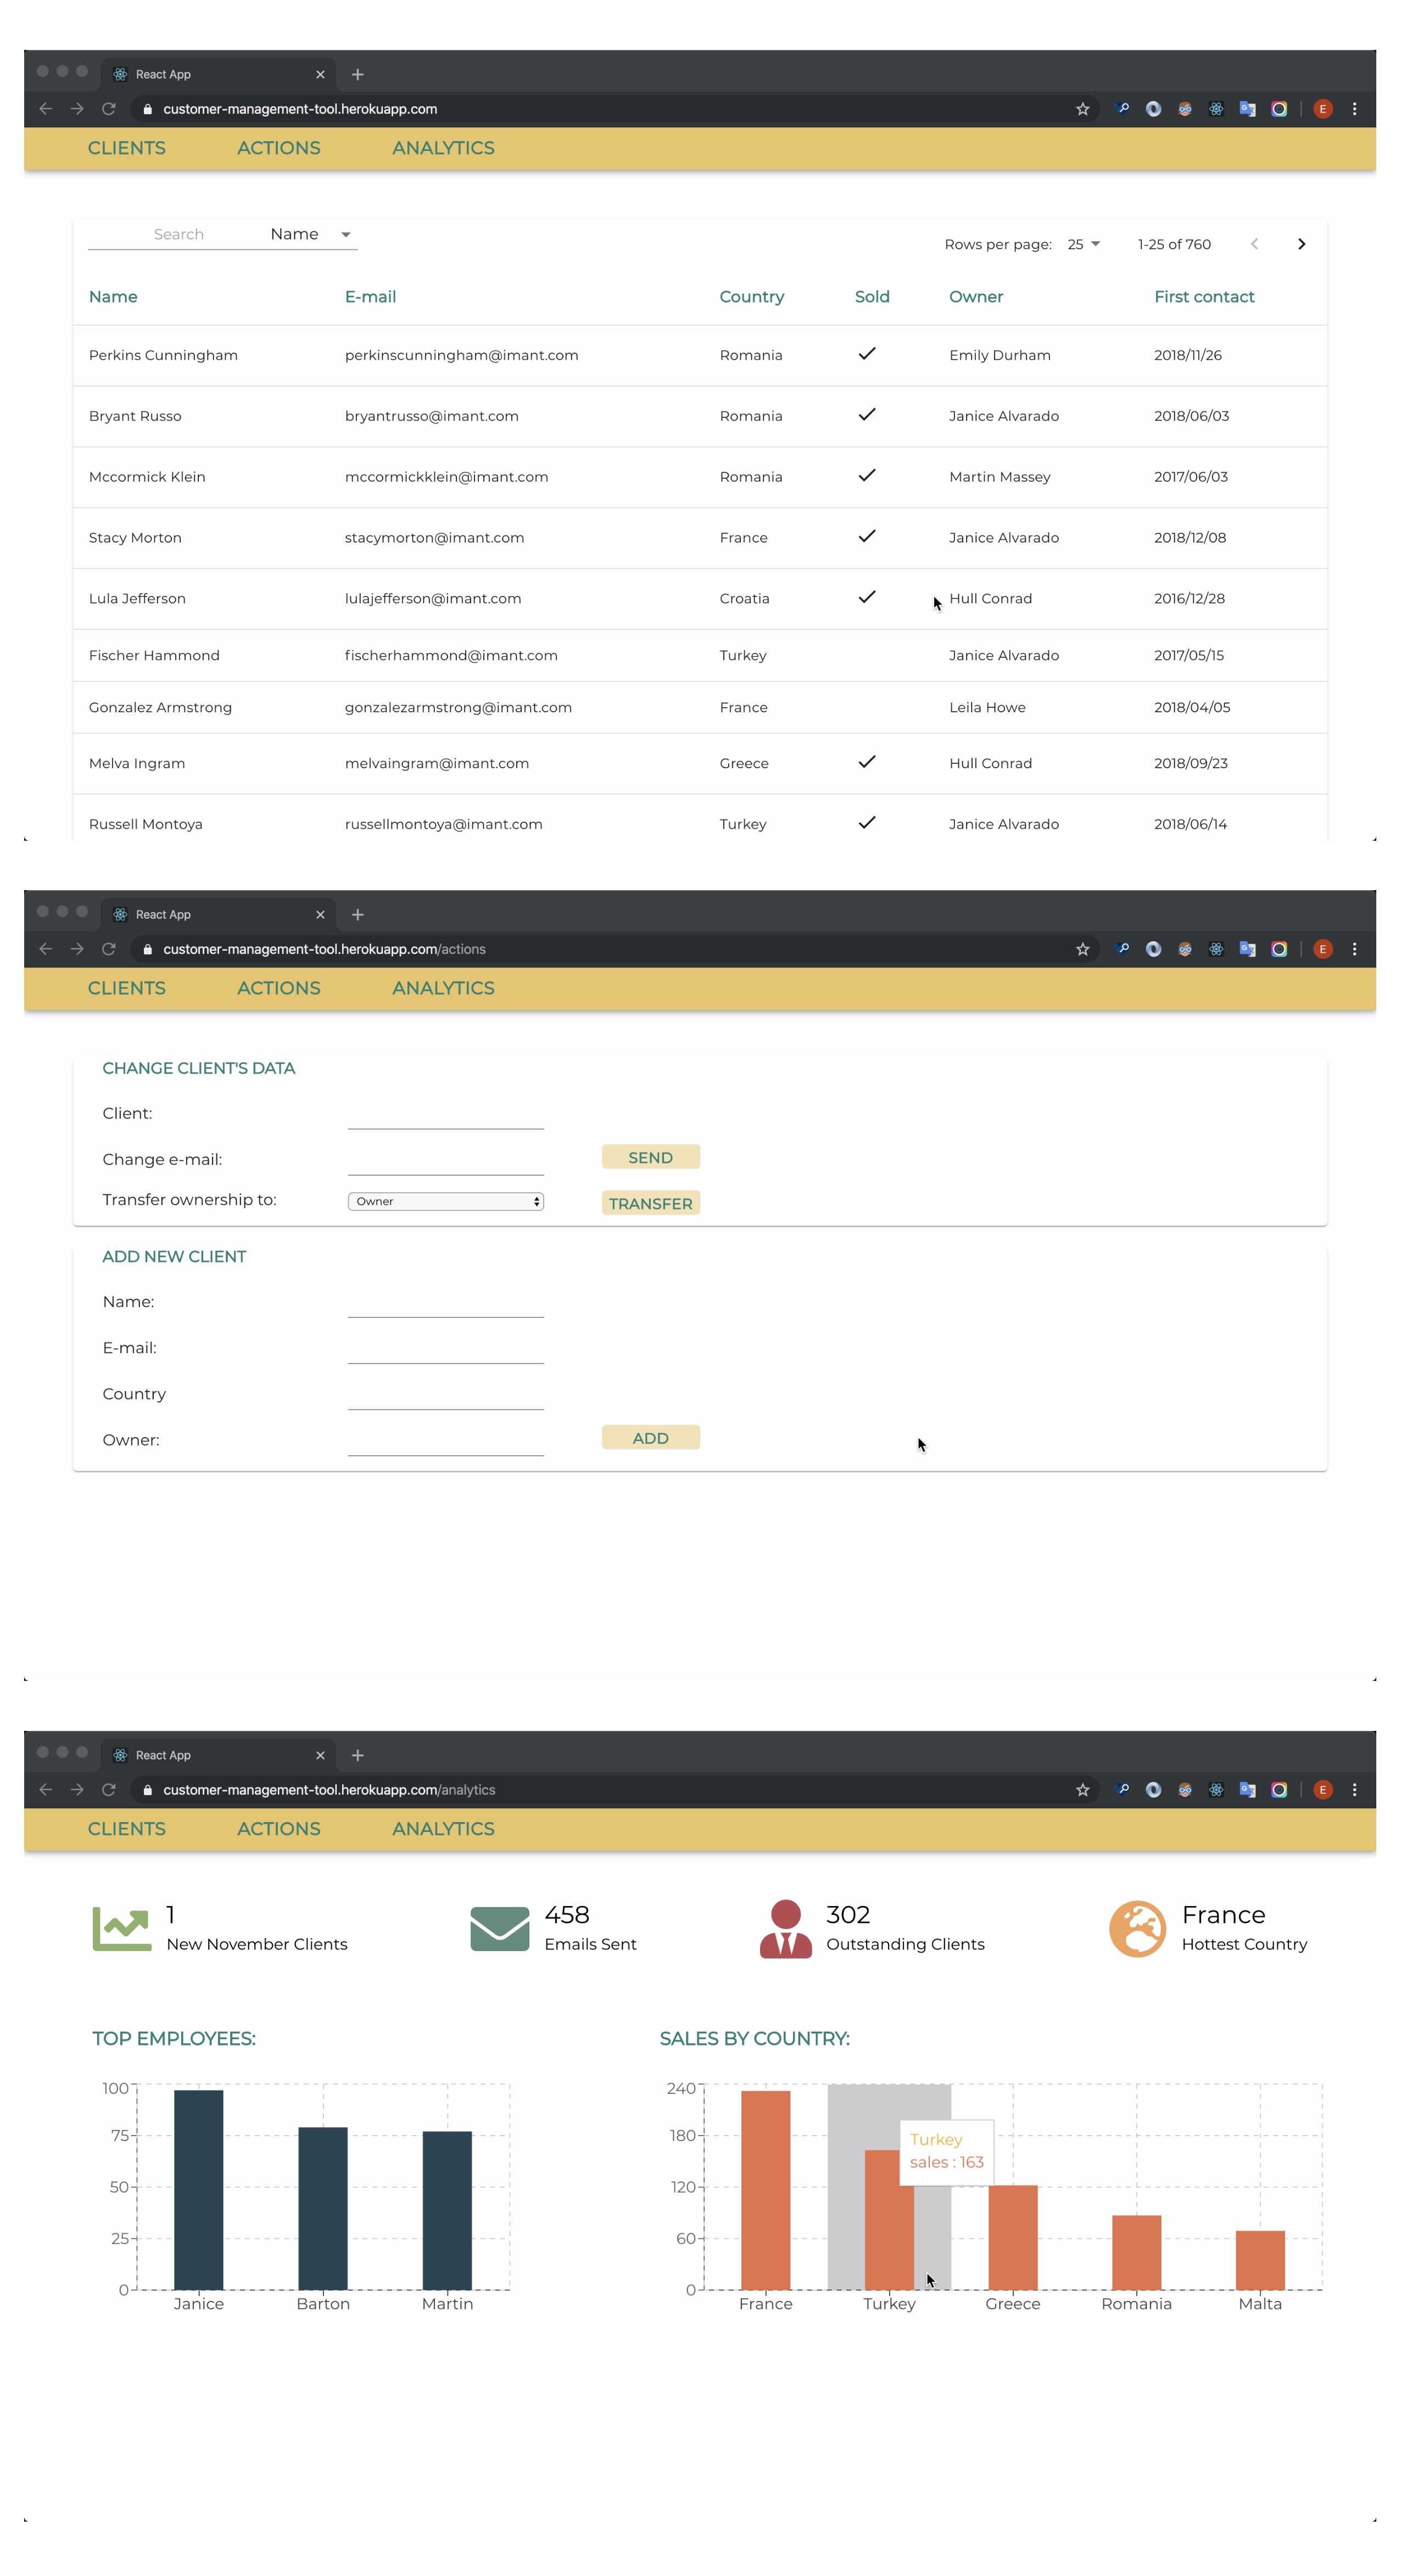 React App
customer-management-tool.herokuapp.com
E
CLIENTS ACTIONS ANALYTICS
Search Name
Rows per page: 25 1-25 of 760
Name E-mail Country Sold Owner First contact
Perkins Cunningham perkinscunningham@imant.com Romania Emily Durham 2018/11/26
Bryant Russo bryantrusso@imant.com Romania Janice Alvarado 2018/06/03
Mccormick Klein mccormickklein@imant.com Romania Martin Massey 2017/06/03
Stacy Morton stacymorton@imant.com France Janice Alvarado 2018/12/08
Lula Jefferson lulajefferson@imant.com Croatia Hull Conrad 2016/12/28
Fischer Hammond fischerhammond@imant.com Turkey Janice Alvarado 2017/05/15
Gonzalez Armstrong gonzalezarmstrong@imant.com France Leila Howe 2018/04/05
Melva Ingram melvaingram@imant.com Greece Hull Conrad 2018/09/23
Russell Montoya russellmontoya@imant.com Turkey Janice Alvarado 2018/06/14
React App
customer-management-tool.herokuapp.com/actions
E
CLIENTS ACTIONS ANALYTICS
CHANGE CLIENT'S DATA
Client:
Change e-mail: SEND
Transfer ownership to: Owner TRANSFER
ADD NEW CLIENT
Name:
E-mail:
Country
Owner: ADD
React App
customer-management-tool.herokuapp.com/analytics
E
CLIENTS ACTIONS ANALYTICS
1
New November Clients
458
Emails Sent
302
Outstanding Clients
France
Hottest Country
TOP EMPLOYEES:
100
75
50
25
0
Janice Barton Martin
SALES BY COUNTRY:
240
180
120
60
0
Turkey
sales : 163
France Turkey Greece Romania Malta